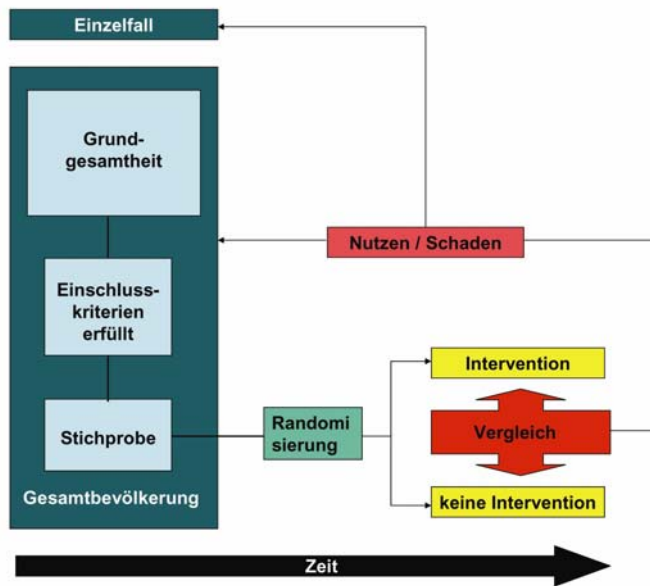 Einzelfall
Grund-
gesamtheit
Nutzen / Schaden
Einschluss-
kriterien
erfüllt
Intervention
Randomi
sierung
Stichprobe
Vergleich
Gesamtbevölkerung
keine Intervention
Zeit